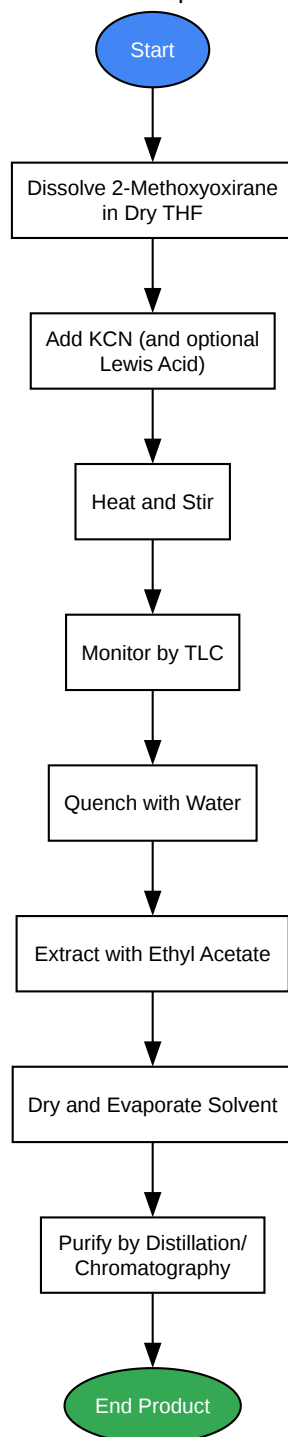 Start
Dissolve 2-Methoxyoxirane
in Dry THF
Add KCN (and optional
Lewis Acid)
Heat and Stir
Monitor by TLC
Quench with Water
Extract with Ethyl Acetate
Dry and Evaporate Solvent
Purify by Distillation/
Chromatography
End Product